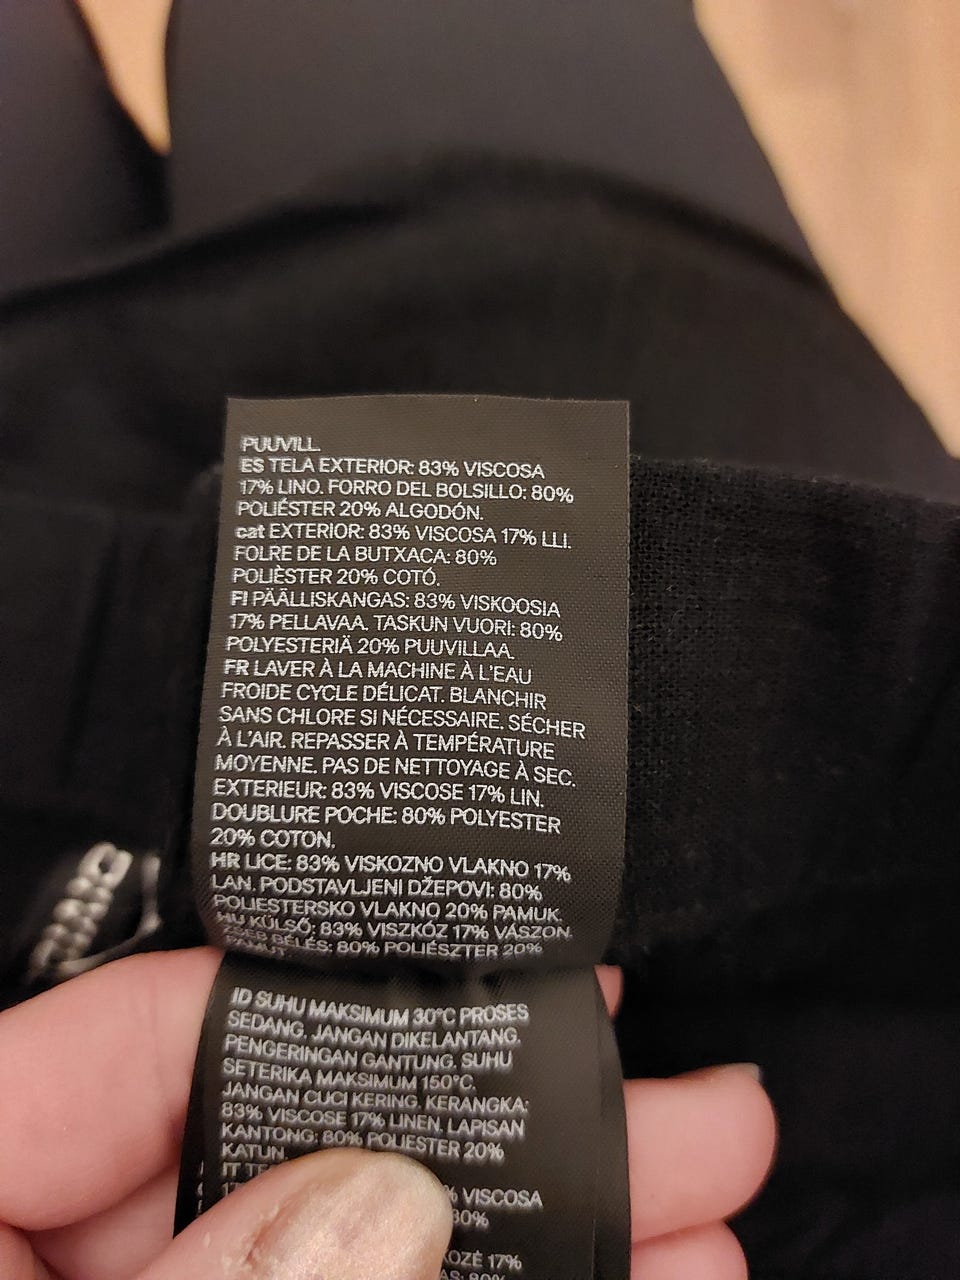 PUUVILL.
ES TELA EXTERIOR: 83% VISCOSA
17% LINO. FORRO DEL BOLSILLO: 80%
POLIÉSTER 20% ALGODÓN.
cat EXTERIOR: 83% VISCOSA 17% LLI.
FOLRE DE LA BUTXACA: 80%
POLIÈSTER 20% COTÓ.
FI PÄÄLLISKANGAS: 83% VISKOOSIA
17% PELLAVAA. TASKUN VUORI: 80%
POLYESTERIÄ 20% PUUVILLAA.
FR LAVER À LA MACHINE À L'EAU
FROIDE CYCLE DÉLICAT. BLANCHIR
SANS CHLORE SI NÉCESSAIRE. SÉCHER
À L'AIR. REPASSER À TEMPÉRATURE
MOYENNE. PAS DE NETTOYAGE À SEC.
EXTERIEUR: 83% VISCOSE 17% LIN.
DOUBLURE POCHE: 80% POLYESTER
20% COTON.
HR LICE: 83% VISKOZNO VLAKNO 17%
LAN. PODSTAVLJENI DŽEPOVI: 80%
POLIESTERSKO VLAKNO 20% PAMUK.
HU KÜLSŐ: 83% VISZKÓZ 17% VÁSZON.
ZSEB BÉLÉS: 80% POLIÉSZTER 20%
PAMUT.
ID SUHU MAKSIMUM 30°C PROSES
SEDANG. JANGAN DIKELANTANG.
PENGERINGAN GANTUNG. SUHU
SETERIKA MAKSIMUM 150°C.
JANGAN CUCI KERING. KERANGKA:
83% VISCOSE 17% LINEN. LAPISAN
KANTONG: 80% POLIESTER 20%
KATUN.
IT
% VISCOSA
80%
17%
80%